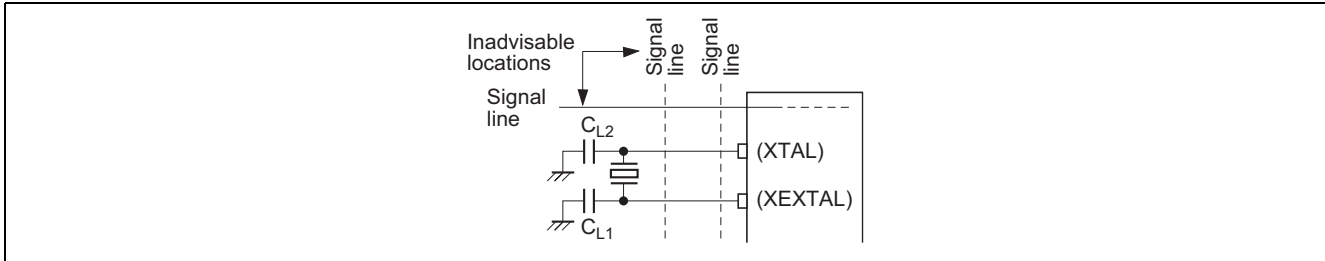 Inadvisable
locations
Signal
line
Signal
line
Signal
line
CL2
(XTAL)
(XEXTAL)
CL1